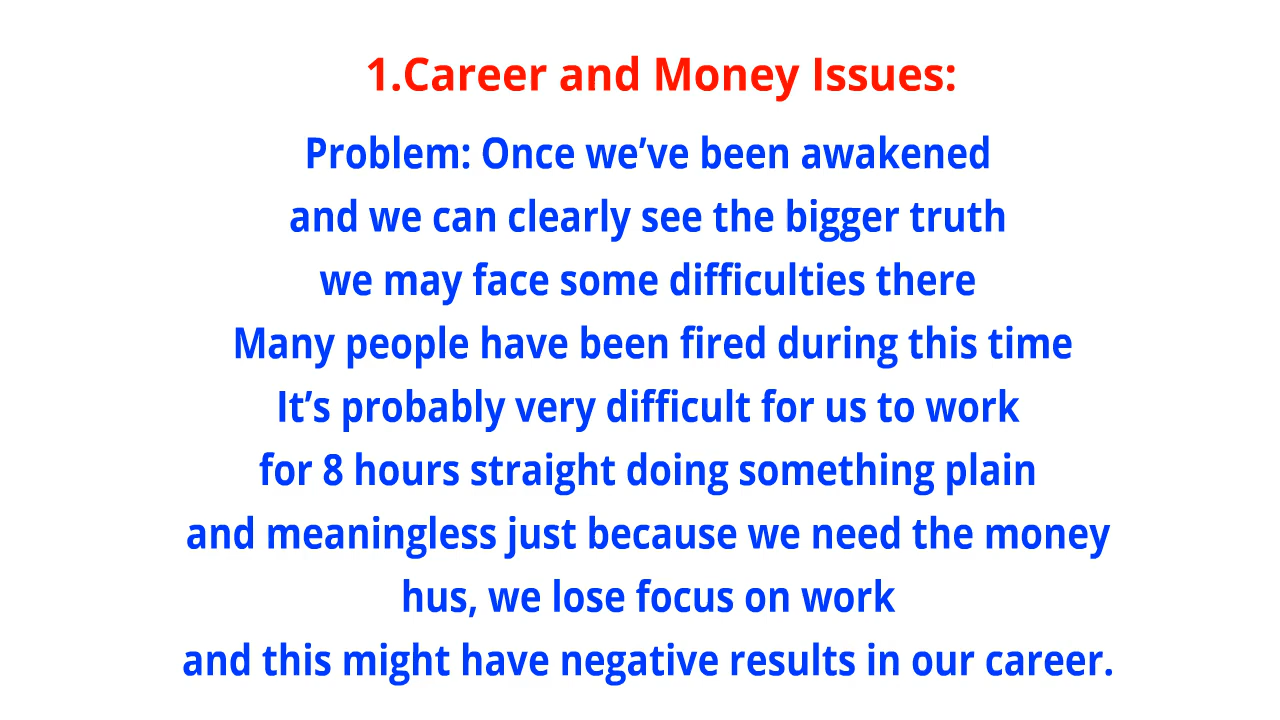 1.Career and Money Issues:
Problem: Once we’ve been awakened
and we can clearly see the bigger truth
we may face some difficulties there
Many people have been fired during this time
It’s probably very difficult for us to work
for 8 hours straight doing something plain
and meaningless just because we need the money
hus, we lose focus on work
and this might have negative results in our career.